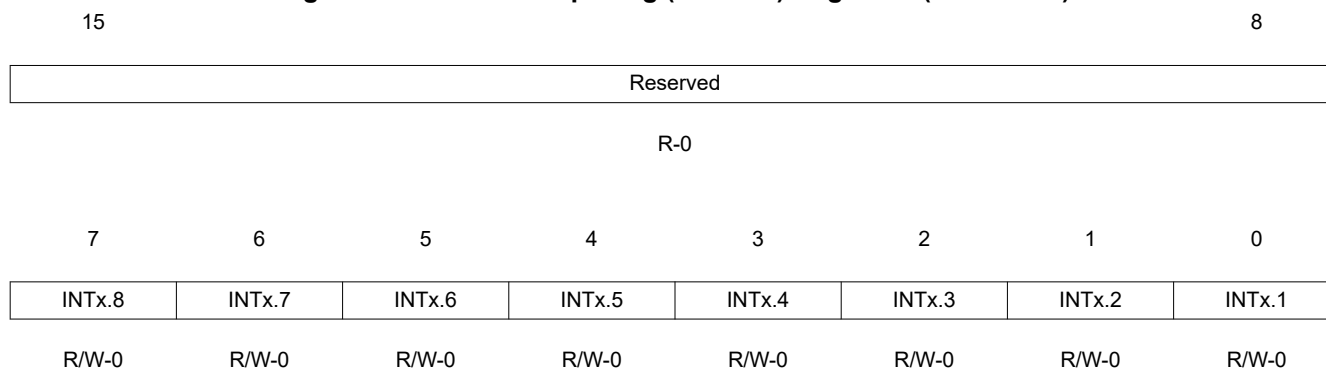 15 8
Reserved
R-0
7 6 5 4 3 2 1 0
INTx.8 INTx.7 INTx.6 INTx.5 INTx.4 INTx.3 INTx.2 INTx.1
R/W-0 R/W-0 R/W-0 R/W-0 R/W-0 R/W-0 R/W-0 R/W-0